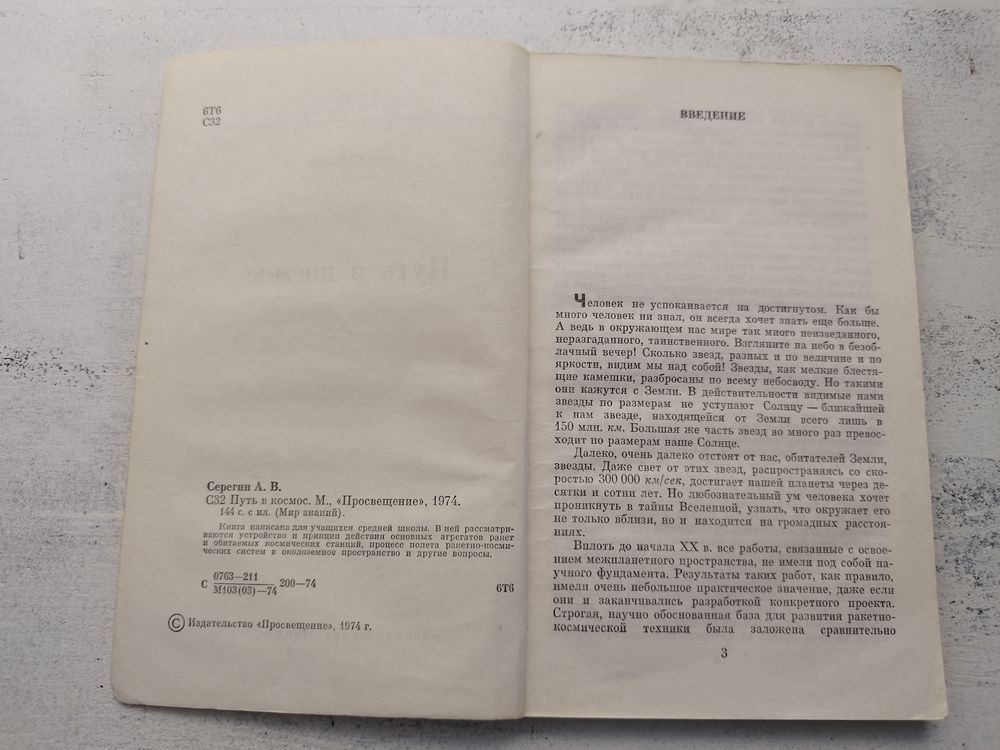 6Т6
С32
Серегин А. В.
С32 Путь в космос. М., «Просвещение», 1974.
144 с. с ил. (Мир знаний).
Книга написана для учащихся средней школы. В ней рассматри-
ваются устройство и принцип действия основных агрегатов ракет
и обитаемых космических станций, процесс полета ракетно-косми-
ческих систем в околоземное пространство и другие вопросы.
С 0763—211 200—74
М103(03)—74
6Т6
© Издательство «Просвещение», 1974 г.
ВВЕДЕНИЕ
Человек не успокаивается на достигнутом. Как бы
много человек ни знал, он всегда хочет знать еще больше.
А ведь в окружающем нас мире так много неизведанного,
неразгаданного, таинственного. Взгляните на небо в безоб-
лачный вечер! Сколько звезд, разных и по величине и по
яркости, видим мы над собой! Звезды, как мелкие блестя-
щие камешки, разбросаны по всему небосводу. Но такими
они кажутся с Земли. В действительности видимые нами
звезды по размерам не уступают Солнцу — ближайшей
к нам звезде, находящейся от Земли всего лишь в
150 млн. км. Большая же часть звезд во много раз превос-
ходит по размерам наше Солнце.
Далеко, очень далеко отстоят от нас, обитателей Земли,
звезды. Даже свет от этих звезд, распространяясь со ско-
ростью 300 000 км/сек, достигает нашей планеты через де-
сятки и сотни лет. Но любознательный ум человека хочет
проникнуть в тайны Вселенной, узнать, что окружает его
не только вблизи, но и находится на громадных расстоя-
ниях.
Вплоть до начала XX в. все работы, связанные с освое-
нием межпланетного пространства, не имели под собой на-
учного фундамента. Результаты таких работ, как правило,
имели очень небольшое практическое значение, даже если
они и заканчивались разработкой конкретного проекта.
Строгая, научно обоснованная база для развития ракетно-
космической техники была заложена сравнительно
3